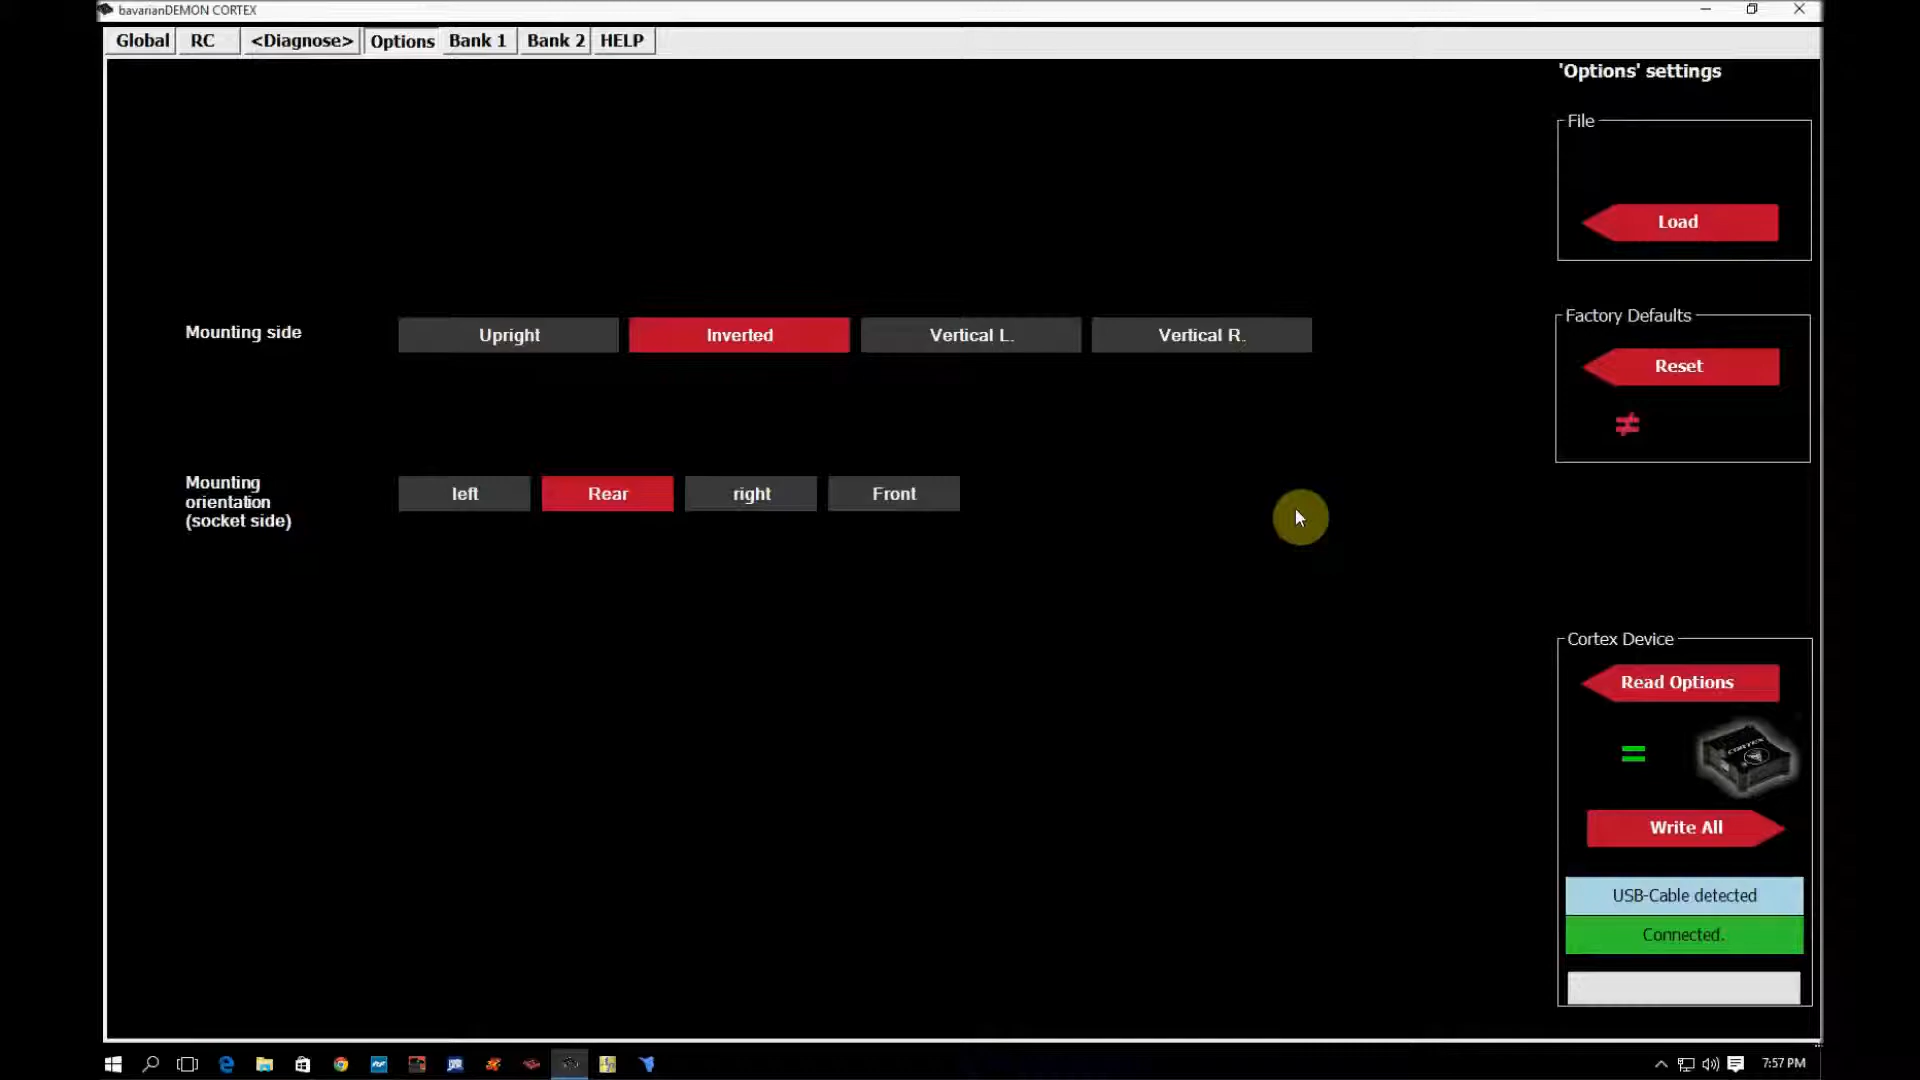 bavarianDEMON CORTEX
Global RC <Diagnose> Options Bank 1 Bank 2 HELP
'Options' settings
File
Load
Mounting side Upright Inverted Vertical L. Vertical R.
Factory Defaults
Reset
≠
Mounting
orientation
(socket side)
left Rear right Front
Cortex Device
Read Options
=
CORTEX
Write All
USB-Cable detected
Connected.
7:57 PM